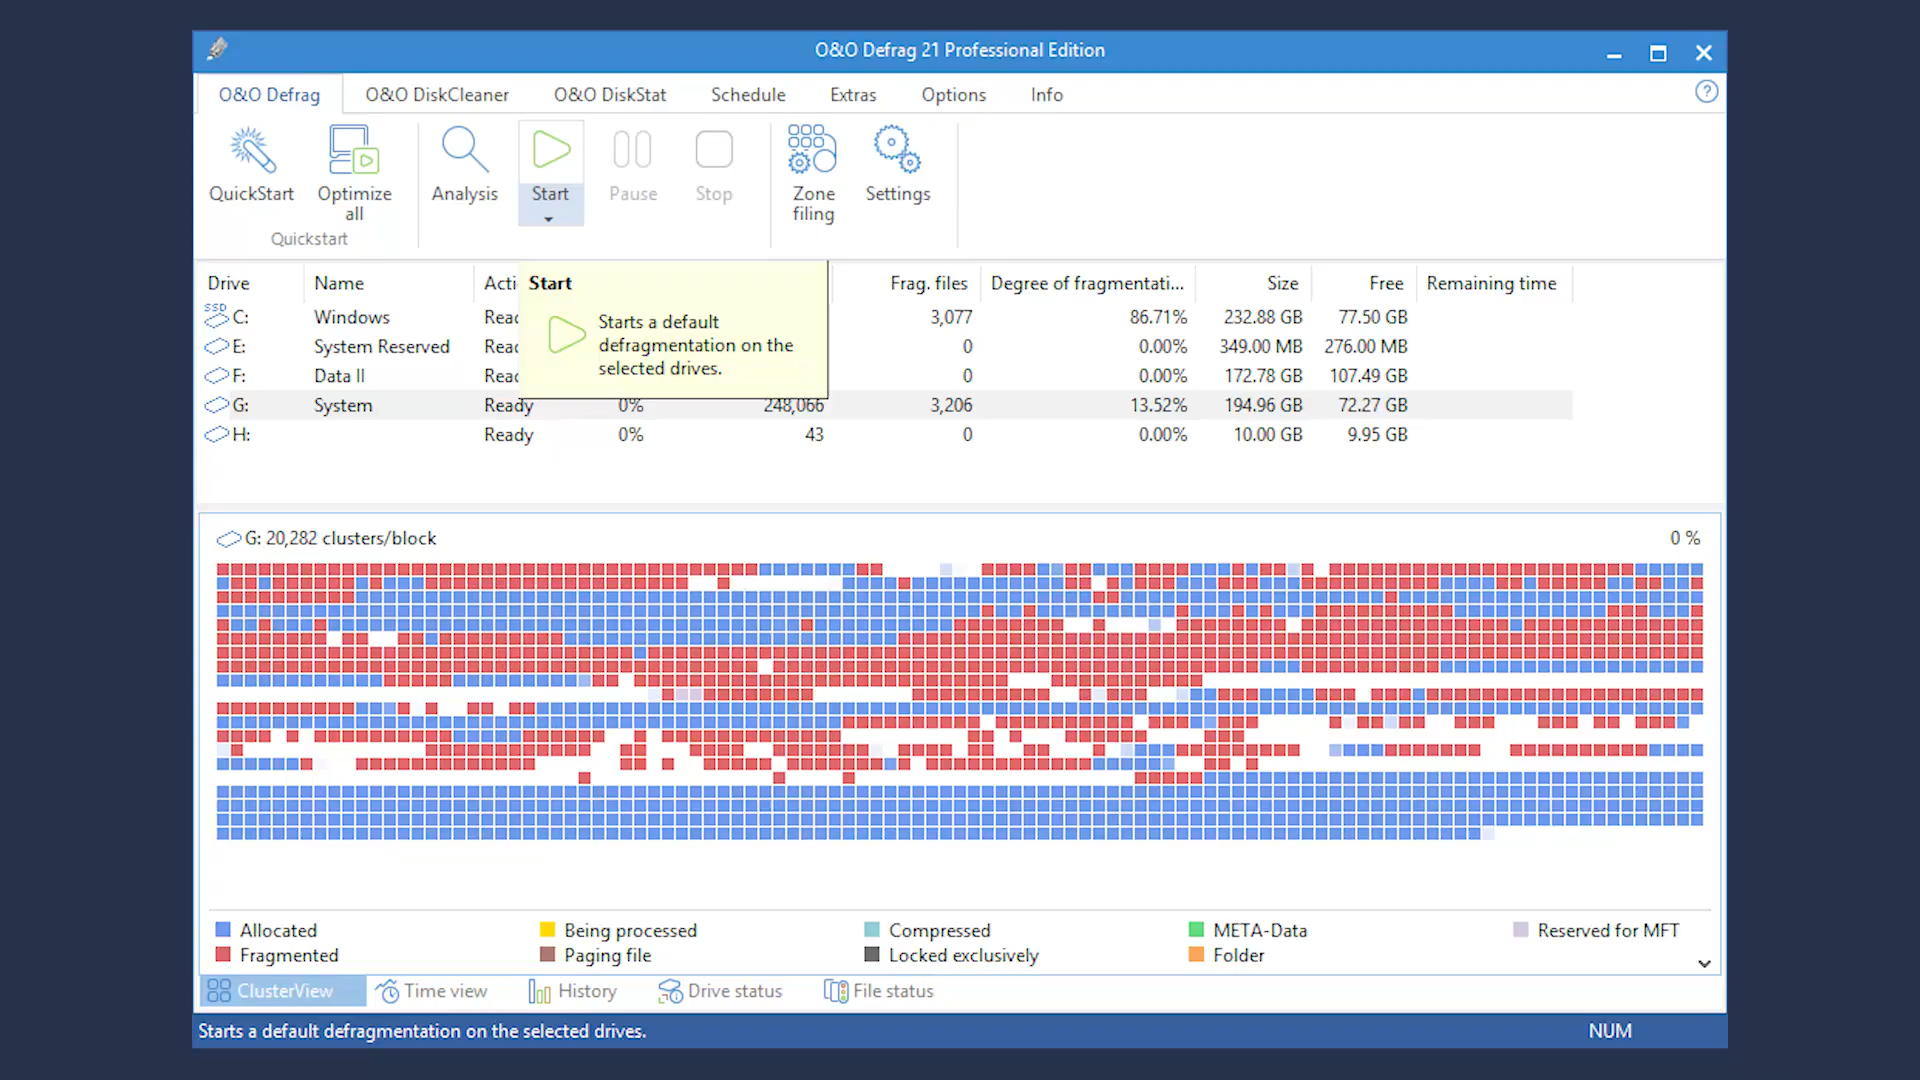 O&O Defrag 21 Professional Edition
O&O Defrag O&O DiskCleaner O&O DiskStat Schedule Extras Options Info
QuickStart Optimize all Analysis Start Pause Stop Zone filing Settings
Quickstart
Drive Name Acti Frag. files Degree of fragmentati... Size Free Remaining time
Start
Starts a default
defragmentation on the
selected drives.
SSD C: Windows Reac 3,077 86.71% 232.88 GB 77.50 GB
E: System Reserved Reac 0 0.00% 349.00 MB 276.00 MB
F: Data II Reac 0 0.00% 172.78 GB 107.49 GB
G: System Ready 0% 248,066 3,206 13.52% 194.96 GB 72.27 GB
H: Ready 0% 43 0 0.00% 10.00 GB 9.95 GB
G: 20,282 clusters/block 0 %
Allocated Being processed Compressed META-Data Reserved for MFT
Fragmented Paging file Locked exclusively Folder
ClusterView Time view History Drive status File status
Starts a default defragmentation on the selected drives. NUM